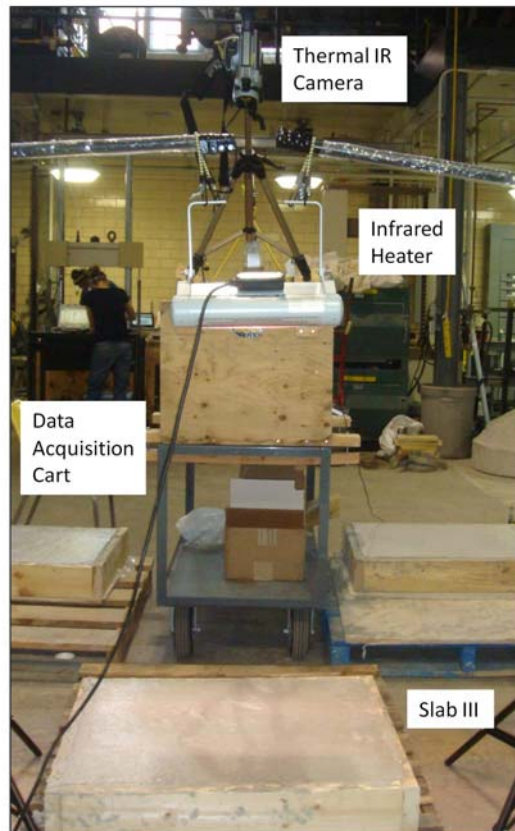 Thermal IR
Camera
Infrared
Heater
Data
Acquisition
Cart
Slab III